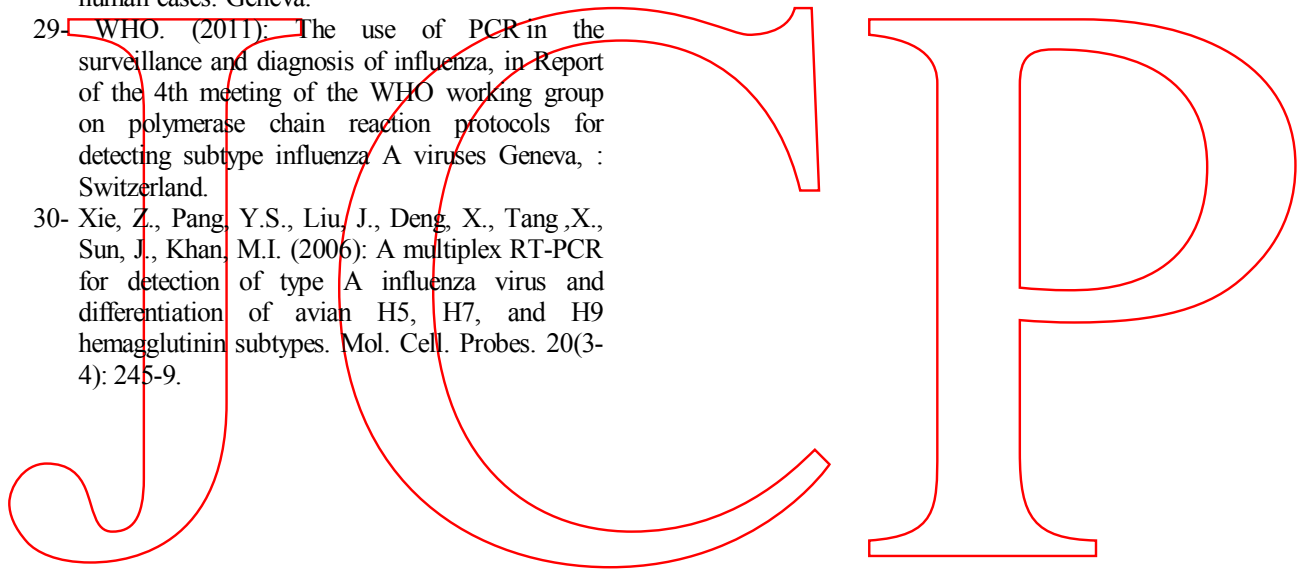 human cases. Geneva.
29- WHO. (2011): The use of PCR in the
surveillance and diagnosis of influenza, in Report
of the 4th meeting of the WHO working group
on polymerase chain reaction protocols for
detecting subtype influenza A viruses Geneva, :
Switzerland.
30- Xie, Z., Pang, Y.S., Liu, J., Deng, X., Tang ,X.,
Sun, J., Khan, M.I. (2006): A multiplex RT-PCR
for detection of type A influenza virus and
differentiation of avian H5, H7, and H9
hemagglutinin subtypes. Mol. Cell. Probes. 20(3-
4): 245-9.
JCP